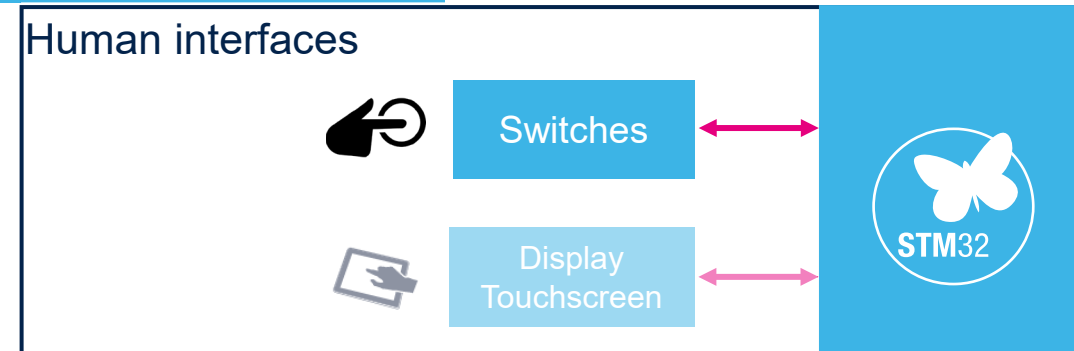 Human interfaces
Switches
STM32
Display
Touchscreen